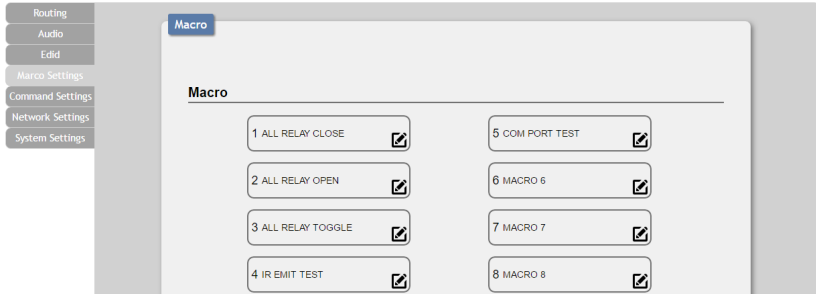 Routing
Audio
Edid
Marco Settings
Command Settings
Network Settings
System Settings
Macro
Macro
1 ALL RELAY CLOSE
2 ALL RELAY OPEN
3 ALL RELAY TOGGLE
4 IR EMIT TEST
5 COM PORT TEST
6 MACRO 6
7 MACRO 7
8 MACRO 8